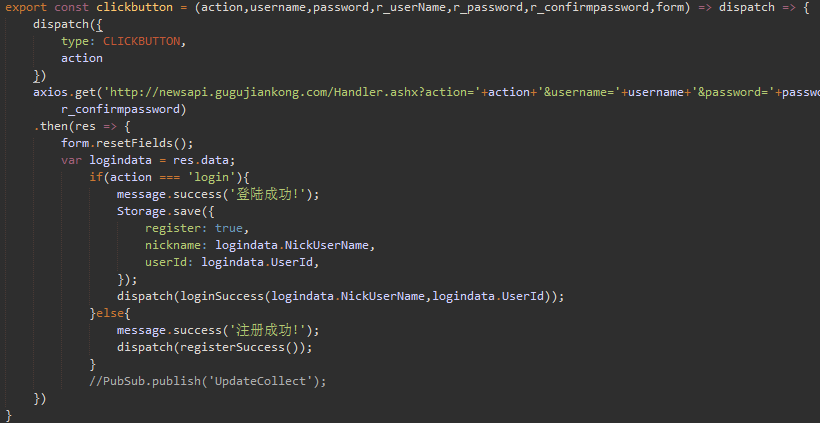 export const clickbutton = (action,username,password,r_userName,r_password,r_confirmpassword,form) => dispatch => {
dispatch({
type: CLICKBUTTON,
action
})
axios.get('http://newsapi.gugujiankong.com/Handler.ashx?action='+action+'&username='+username+'&password='+passwo
r_confirmpassword)
.then(res => {
form.resetFields();
var logindata = res.data;
if(action === 'login'){
message.success('登陆成功!');
Storage.save({
register: true,
nickname: logindata.NickUserName,
userId: logindata.UserId,
});
dispatch(loginSuccess(logindata.NickUserName,logindata.UserId));
}else{
message.success('注册成功!');
dispatch(registerSuccess());
}
//PubSub.publish('UpdateCollect');
})
}